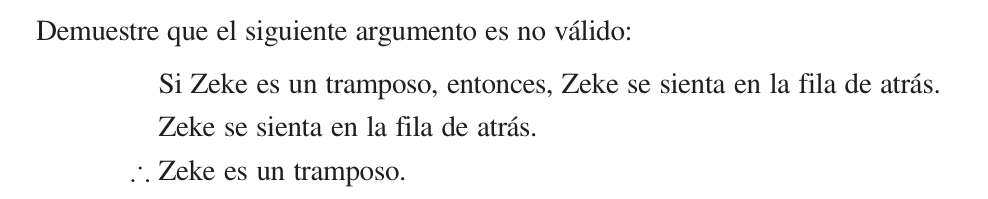 Demuestre que el siguiente argumento es no válido:
Si Zeke es un tramposo, entonces, Zeke se sienta en la fila de atrás.
Zeke se sienta en la fila de atrás.
∴ Zeke es un tramposo.